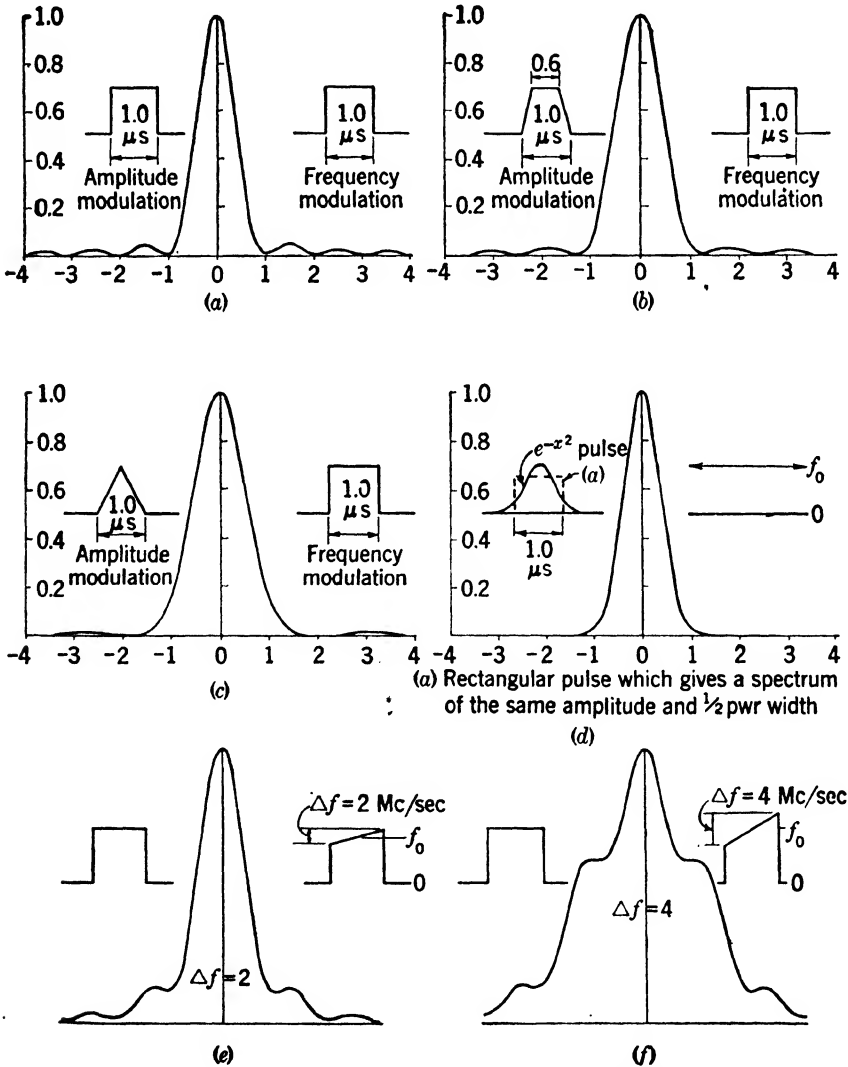 1.0
0.8
0.6
0.4
0.2
1.0
μs
Amplitude
modulation
1.0
μs
Frequency
modulation
-4 -3 -2 -1 0 1 2 3 4
(a)
1.0
0.8
0.6
0.4
0.2
0.6
1.0
μs
Amplitude
modulation
1.0
μs
Frequency
modulation
-4 -3 -2 -1 0 1 2 3 4
(b)
1.0
0.8
0.6
0.4
0.2
1.0
μs
Amplitude
modulation
1.0
μs
Frequency
modulation
-4 -3 -2 -1 0 1 2 3 4
(c)
1.0
0.8
0.6
0.4
0.2
e-x² pulse
(a)
1.0
μs
f₀
0
-4 -3 -2 -1 0 1 2 3 4
(a) Rectangular pulse which gives a spectrum
of the same amplitude and ½ pwr width
(d)
△f=2 Mc/sec
f₀
0
△f=2
(e)
△f=4 Mc/sec
f₀
0
△f=4
(f)